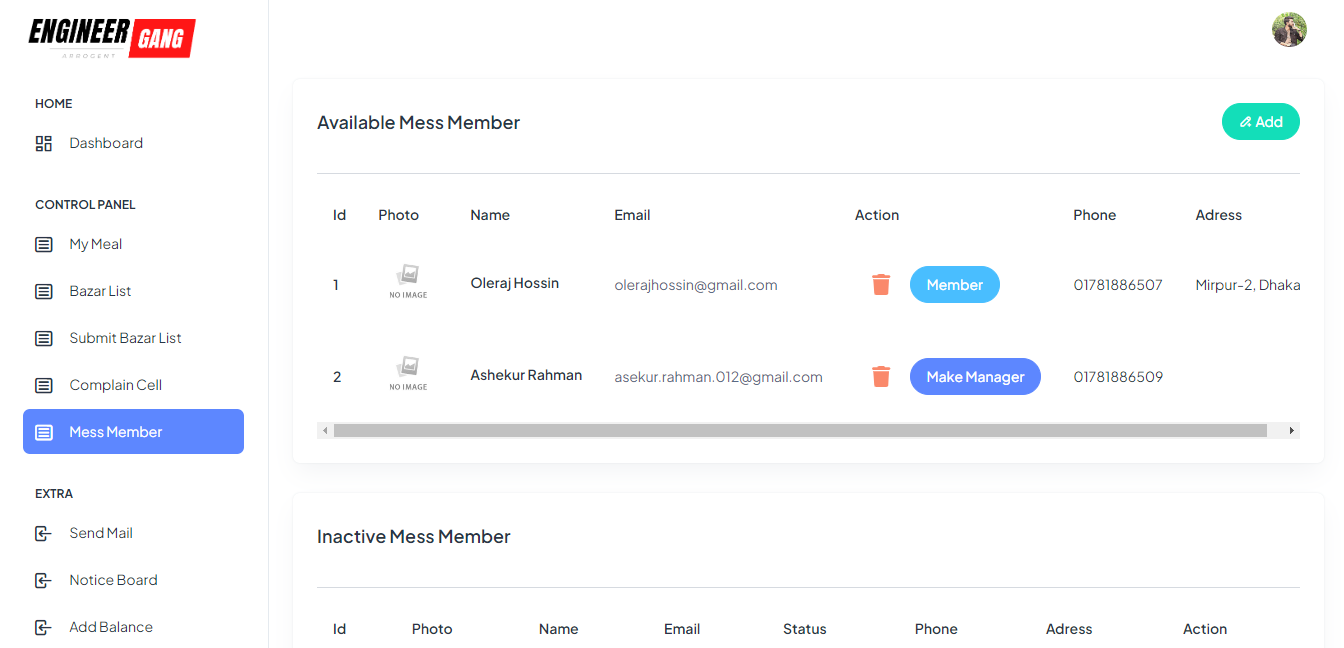 ENGINEER GANG
ARROGENT
HOME
Dashboard
CONTROL PANEL
My Meal
Bazar List
Submit Bazar List
Complain Cell
Mess Member
EXTRA
Send Mail
Notice Board
Add Balance
Available Mess Member
Add
Id Photo Name Email Action Phone Adress
1 NO IMAGE Oleraj Hossin olerajhossin@gmail.com Member 01781886507 Mirpur-2, Dhaka
2 NO IMAGE Ashekur Rahman asekur.rahman.012@gmail.com Make Manager 01781886509
Inactive Mess Member
Id Photo Name Email Status Phone Adress Action